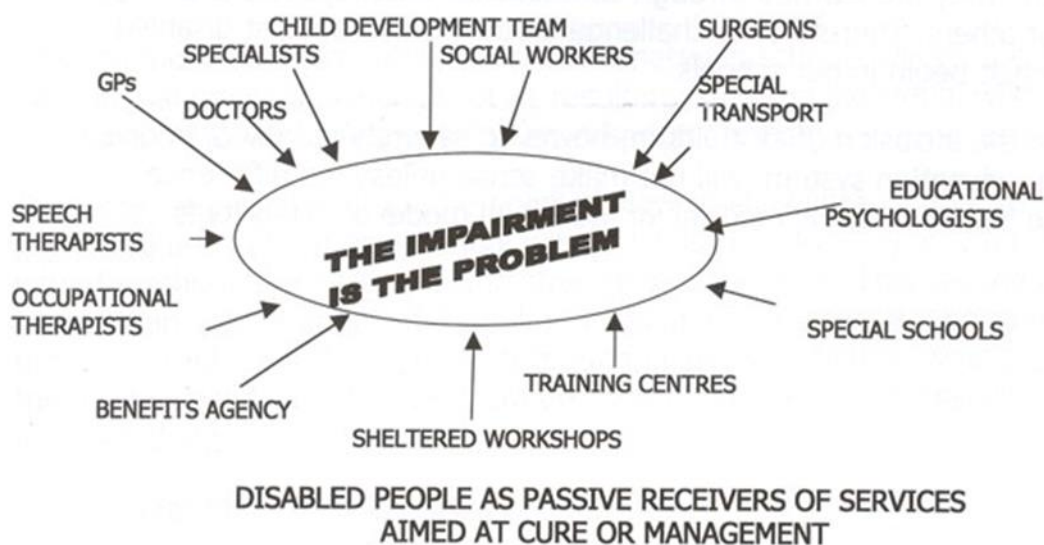 CHILD DEVELOPMENT TEAM
SURGEONS
SPECIALISTS
SOCIAL WORKERS
GPs
SPECIAL
TRANSPORT
DOCTORS
EDUCATIONAL
PSYCHOLOGISTS
SPEECH
THERAPISTS
THE IMPAIRMENT
IS THE PROBLEM
OCCUPATIONAL
THERAPISTS
SPECIAL SCHOOLS
TRAINING CENTRES
BENEFITS AGENCY
SHELTERED WORKSHOPS
DISABLED PEOPLE AS PASSIVE RECEIVERS OF SERVICES
AIMED AT CURE OR MANAGEMENT